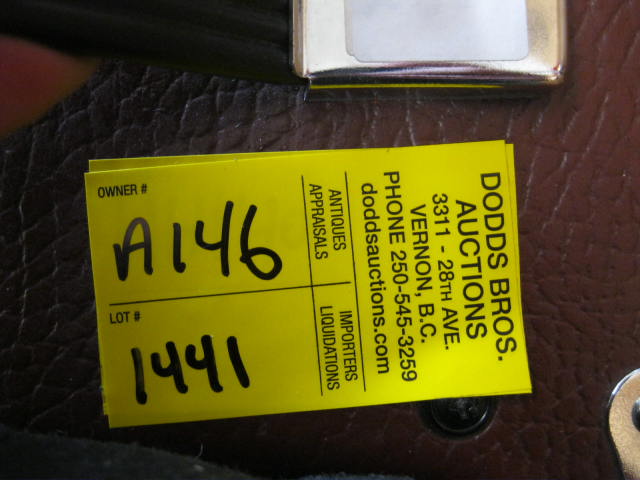 OWNER #
A146
LOT #
1441
ANTIQUES
APPRAISALS
IMPORTERS
LIQUIDATIONS
DODDS BROS.
AUCTIONS
3311 - 28TH AVE.
VERNON, B.C.
PHONE 250-545-3259
doddsauctions.com